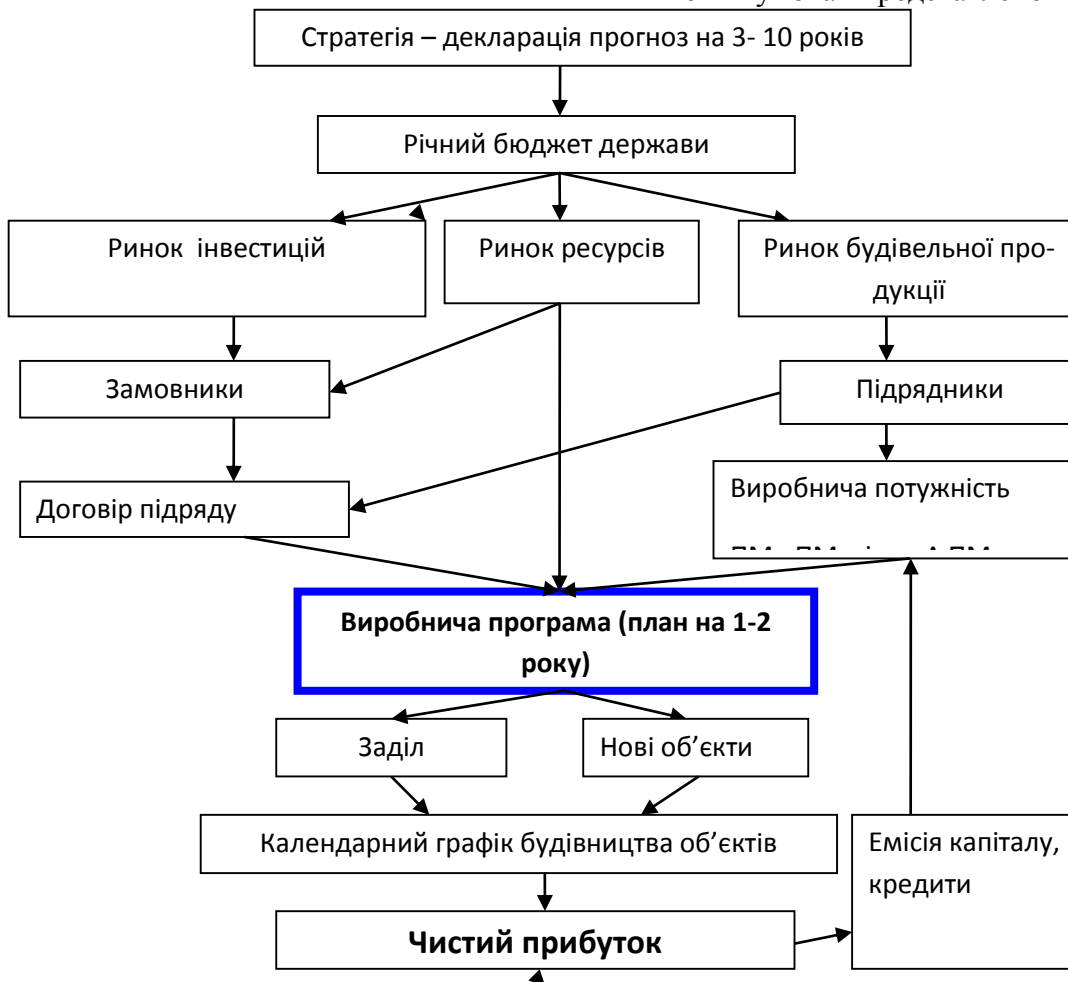 Стратегія – декларація прогноз на 3- 10 років
Річний бюджет держави
Ринок інвестицій
Ринок ресурсів
Ринок будівельної про-
дукції
Замовники
Підрядники
Договір підряду
Виробнича потужність
Виробнича програма (план на 1-2
року)
Заділ
Нові об’єкти
Календарний графік будівництва об’єктів
Емісія капіталу,
кредити
Чистий прибуток